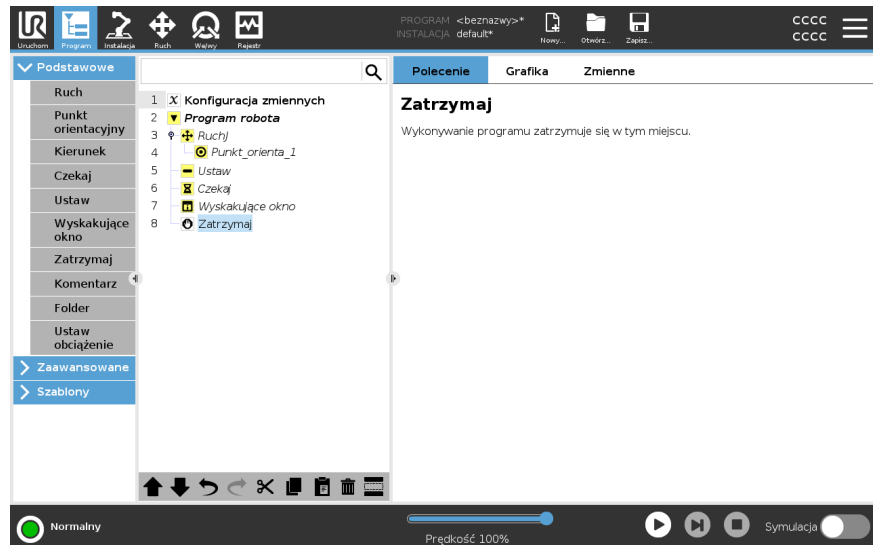 UR
PROGRAM <beznazwy>*
INSTALACJA default*
Uruchom Program Instalacja Ruch We/wy Rejestr
Nowy... Otwórz... Zapisz...
cccc
cccc
Podstawowe
Ruch
Punkt
orientacyjny
Kierunek
Czekaj
Ustaw
Wyskakujące
okno
Zatrzymaj
Komentarz
Folder
Ustaw
obciążenie
Zaawansowane
Szablony
1 X Konfiguracja zmiennych
2 Program robota
3 RuchJ
4 Punkt_orienta_1
5 Ustaw
6 Czekaj
7 Wyskakujące okno
8 Zatrzymaj
Polecenie Grafika Zmienne
Zatrzymaj
Wykonywanie programu zatrzymuje się w tym miejscu.
Normalny
Prędkość 100%
Symulacja